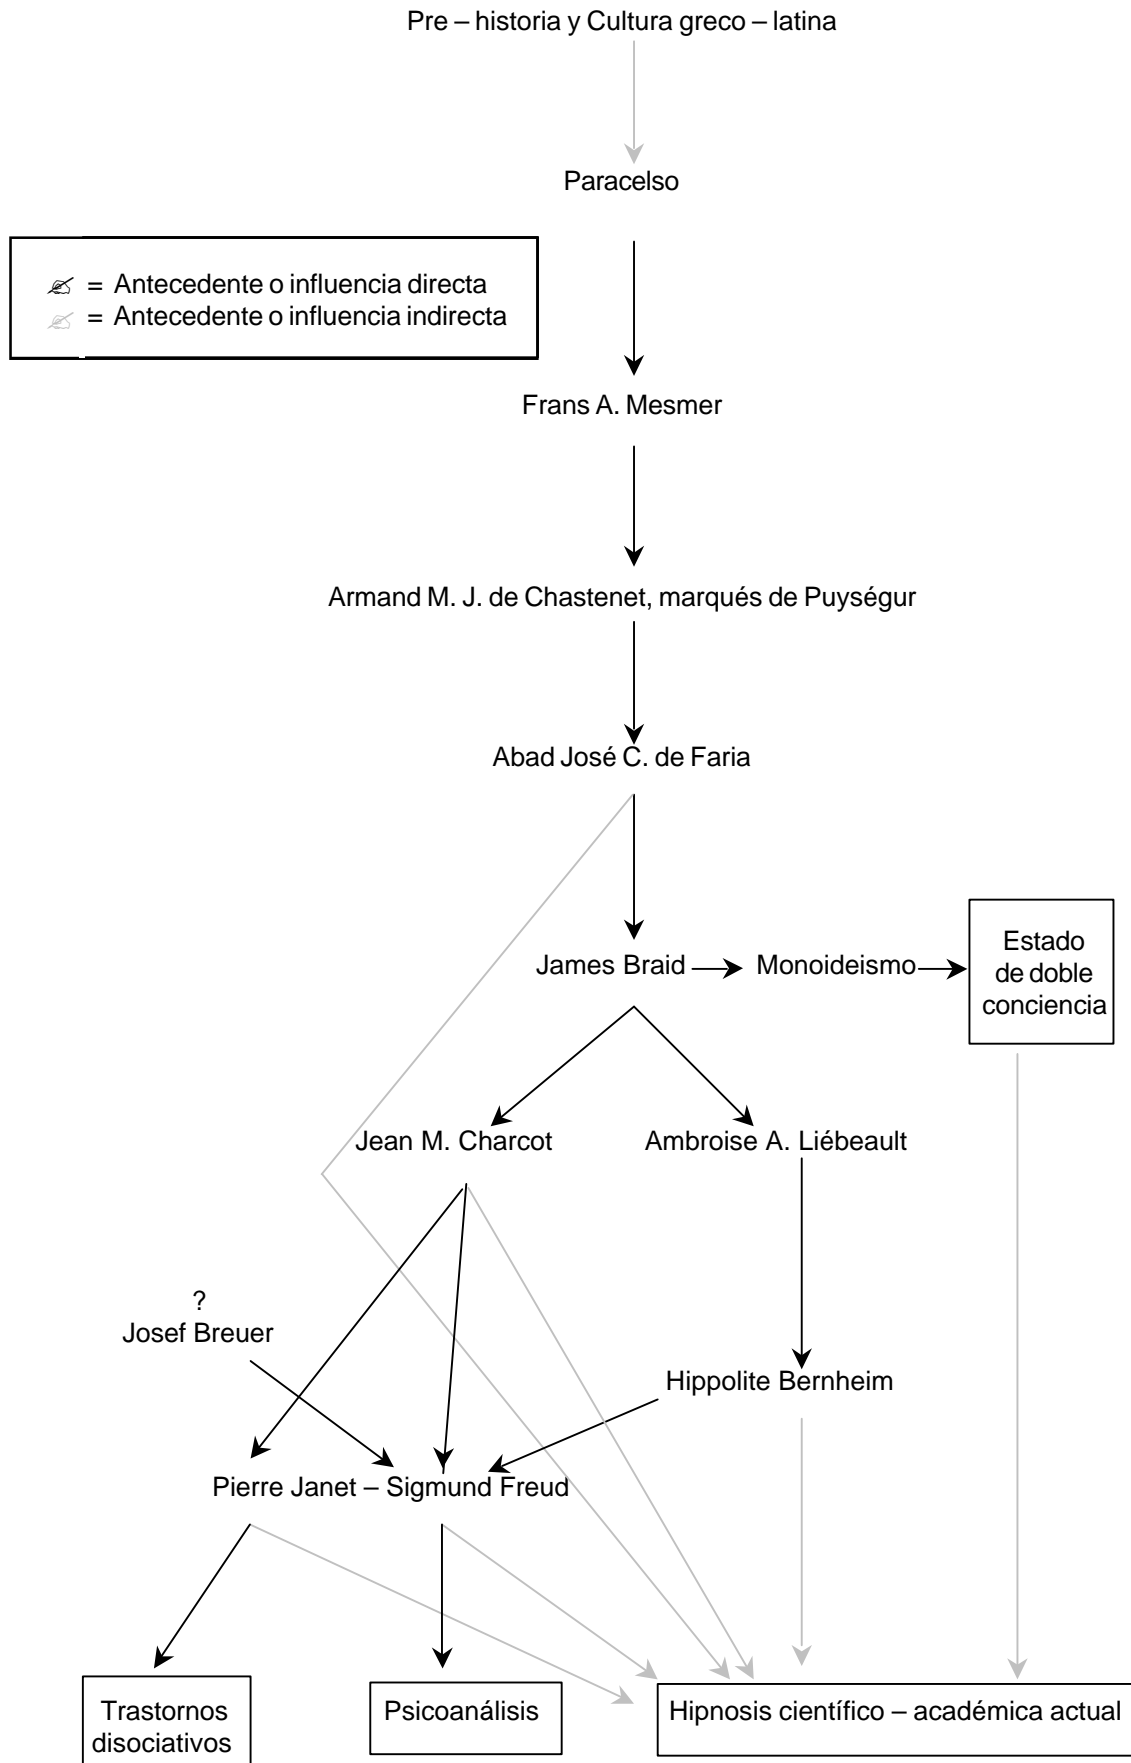 Pre – historia y Cultura greco – latina
Paracelso
= Antecedente o influencia directa
= Antecedente o influencia indirecta
Frans A. Mesmer
Armand M. J. de Chastenet, marqués de Puységur
Abad José C. de Faria
James Braid
Monoideismo
Estado
de doble
conciencia
Jean M. Charcot
Ambroise A. Liébeault
?
Josef Breuer
Hippolite Bernheim
Pierre Janet – Sigmund Freud
Trastornos
disociativos
Psicoanálisis
Hipnosis científico – académica actual